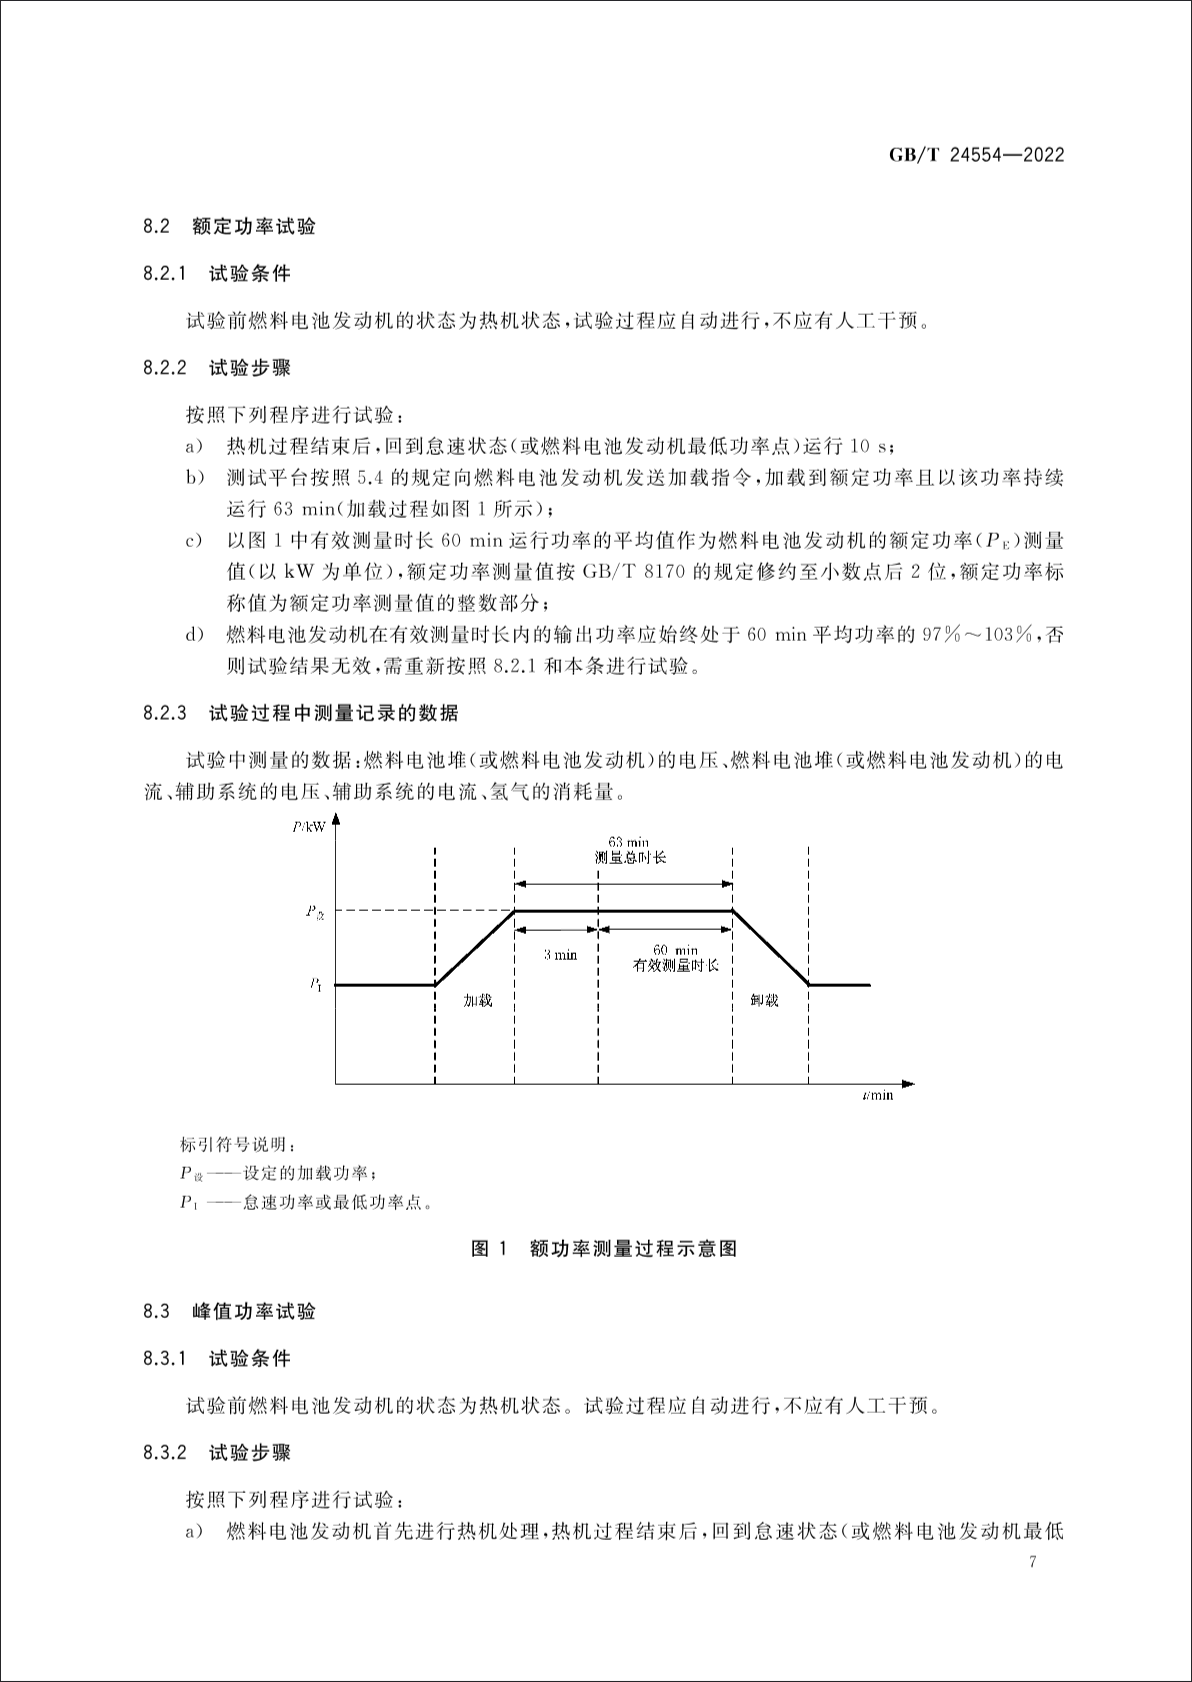 GB/T 24554—2022
8.2 额定功率试验
8.2.1 试验条件
试验前燃料电池发动机的状态为热机状态,试验过程应自动进行,不应有人工干预。
8.2.2 试验步骤
按照下列程序进行试验:
a) 热机过程结束后,回到怠速状态(或燃料电池发动机最低功率点)运行 10 s;
b) 测试平台按照 5.4 的规定向燃料电池发动机发送加载指令,加载到额定功率且以该功率持续
运行 63 min(加载过程如图 1 所示);
c) 以图 1 中有效测量时长 60 min 运行功率的平均值作为燃料电池发动机的额定功率(PE)测量
值(以 kW 为单位),额定功率测量值按 GB/T 8170 的规定修约至小数点后 2 位,额定功率标
称值为额定功率测量值的整数部分;
d) 燃料电池发动机在有效测量时长内的输出功率应始终处于 60 min 平均功率的 97%~103%,否
则试验结果无效,需重新按照 8.2.1 和本条进行试验。
8.2.3 试验过程中测量记录的数据
试验中测量的数据:燃料电池堆(或燃料电池发动机)的电压、燃料电池堆(或燃料电池发动机)的电
流、辅助系统的电压、辅助系统的电流、氢气的消耗量。
P/kW
63 min
测量总时长
P设
3 min
60 min
有效测量时长
PI
加载
卸载
t/min
标引符号说明:
P设——设定的加载功率;
PI——怠速功率或最低功率点。
图 1 额功率测量过程示意图
8.3 峰值功率试验
8.3.1 试验条件
试验前燃料电池发动机的状态为热机状态。试验过程应自动进行,不应有人工干预。
8.3.2 试验步骤
按照下列程序进行试验:
a) 燃料电池发动机首先进行热机处理,热机过程结束后,回到怠速状态(或燃料电池发动机最低
7